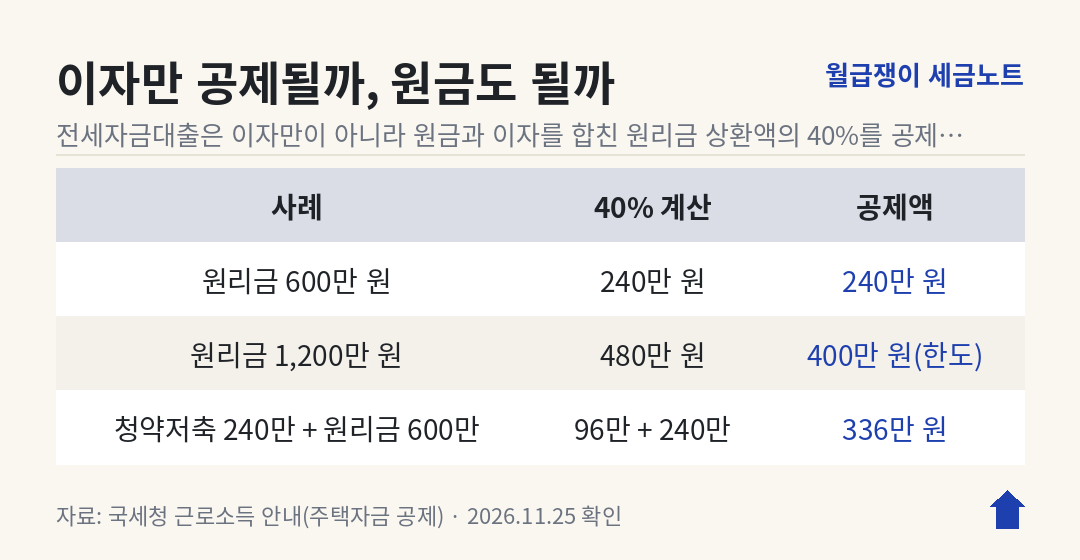 이자만 공제될까, 원금도 될까
월급쟁이 세금노트
전세자금대출은 이자만이 아니라 원금과 이자를 합친 원리금 상환액의 40%를 공제…
사례 40% 계산 공제액
원리금 600만 원 240만 원 240만 원
원리금 1,200만 원 480만 원 400만 원(한도)
청약저축 240만 + 원리금 600만 96만 + 240만 336만 원
자료: 국세청 근로소득 안내(주택자금 공제) · 2026.11.25 확인